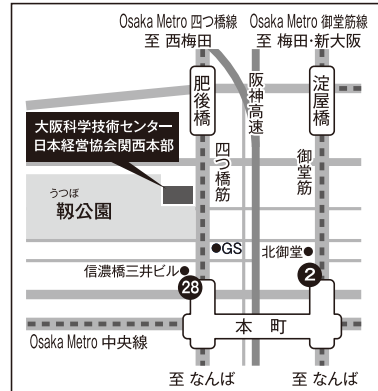 Osaka Metro 四つ橋線
至 西梅田
Osaka Metro 御堂筋線
至 梅田・新大阪
肥後橋
阪神高速
淀屋橋
大阪科学技術センター
日本経営協会関西本部
四つ橋筋
御堂筋
うつぼ
靱公園
GS
北御堂
信濃橋三井ビル
28
2
本町
Osaka Metro 中央線
至 なんば
至 なんば